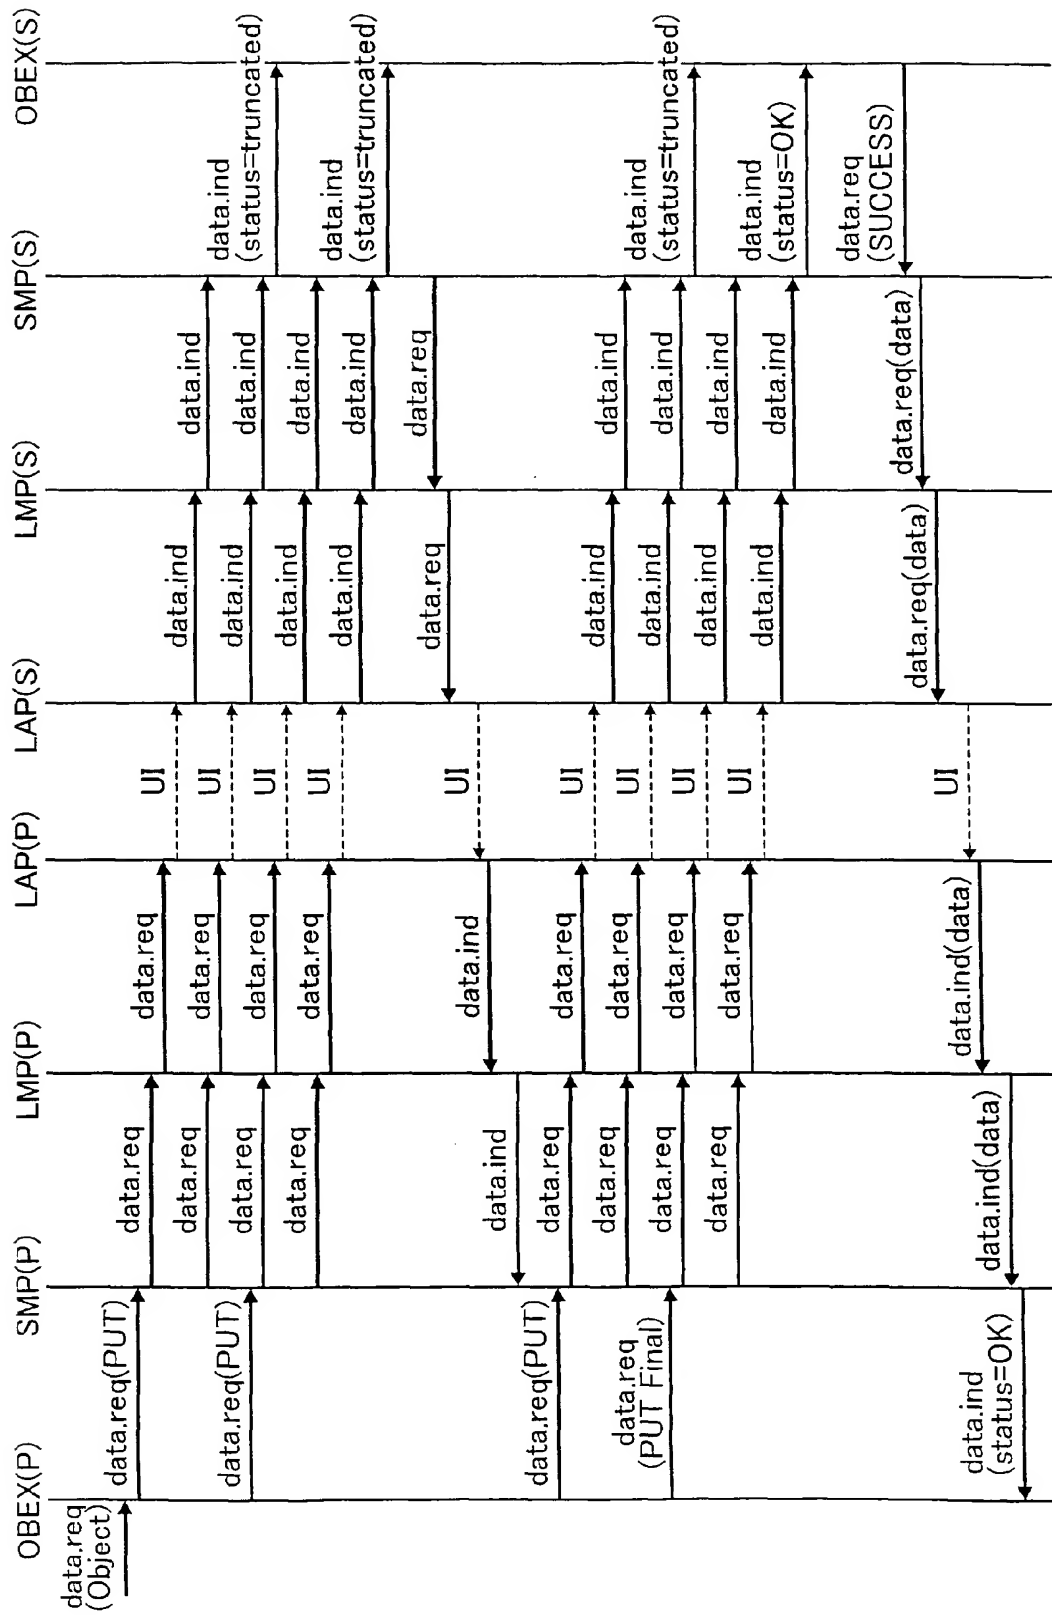 OBEX(P)
SMP(P)
LMP(P)
LAP(P)
LAP(S)
LMP(S)
SMP(S)
OBEX(S)
data.req
(Object)
data.req(PUT)
data.req(PUT)
data.req(PUT)
data.req
(PUT Final)
data.ind
(status=OK)
data.req
data.req
data.req
data.req
data.ind
data.req
data.req
data.req
data.req
data.ind(data)
data.req
data.req
data.req
data.req
data.ind
data.req
data.req
data.req
data.req
data.ind(data)
UI
UI
UI
UI
UI
UI
UI
UI
UI
UI
data.ind
data.ind
data.ind
data.ind
data.req
data.ind
data.ind
data.ind
data.ind
data.req(data)
data.ind
data.ind
data.ind
data.ind
data.req
data.ind
data.ind
data.ind
data.ind
data.req(data)
data.ind
(status=truncated)
data.ind
(status=truncated)
data.ind
(status=truncated)
data.ind
(status=OK)
data.req
(SUCCESS)